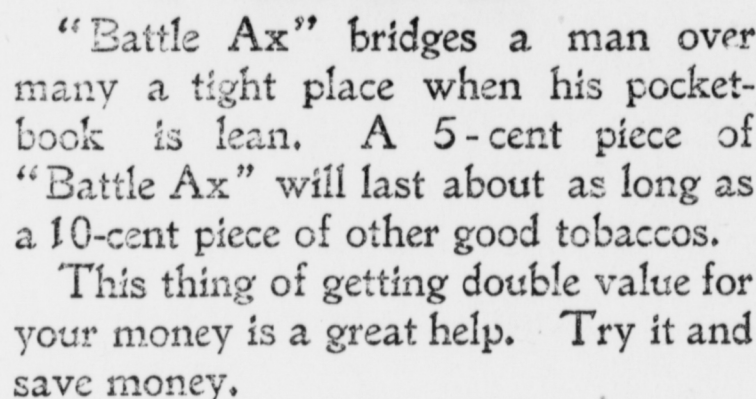 “Battle Ax” bridges a man over
many a tight place when his pocket-
book is lean. A 5-cent piece of
“Battle Ax” will last about as long as
a 10-cent piece of other good tobaccos.
This thing of getting double value for
your money is a great help. Try it and
save money.